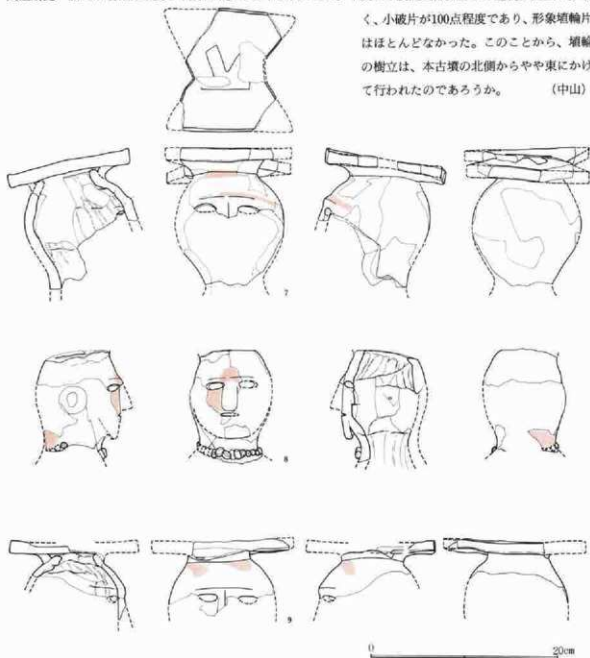 く、小破片が100点程度であり、形象埴輪片
はほとんどなかった。このことから、埴輪
の樹立は、本古墳の北側からやや東にかけ
て行われたのであろうか。 (中山)
7
8
9
0 20cm